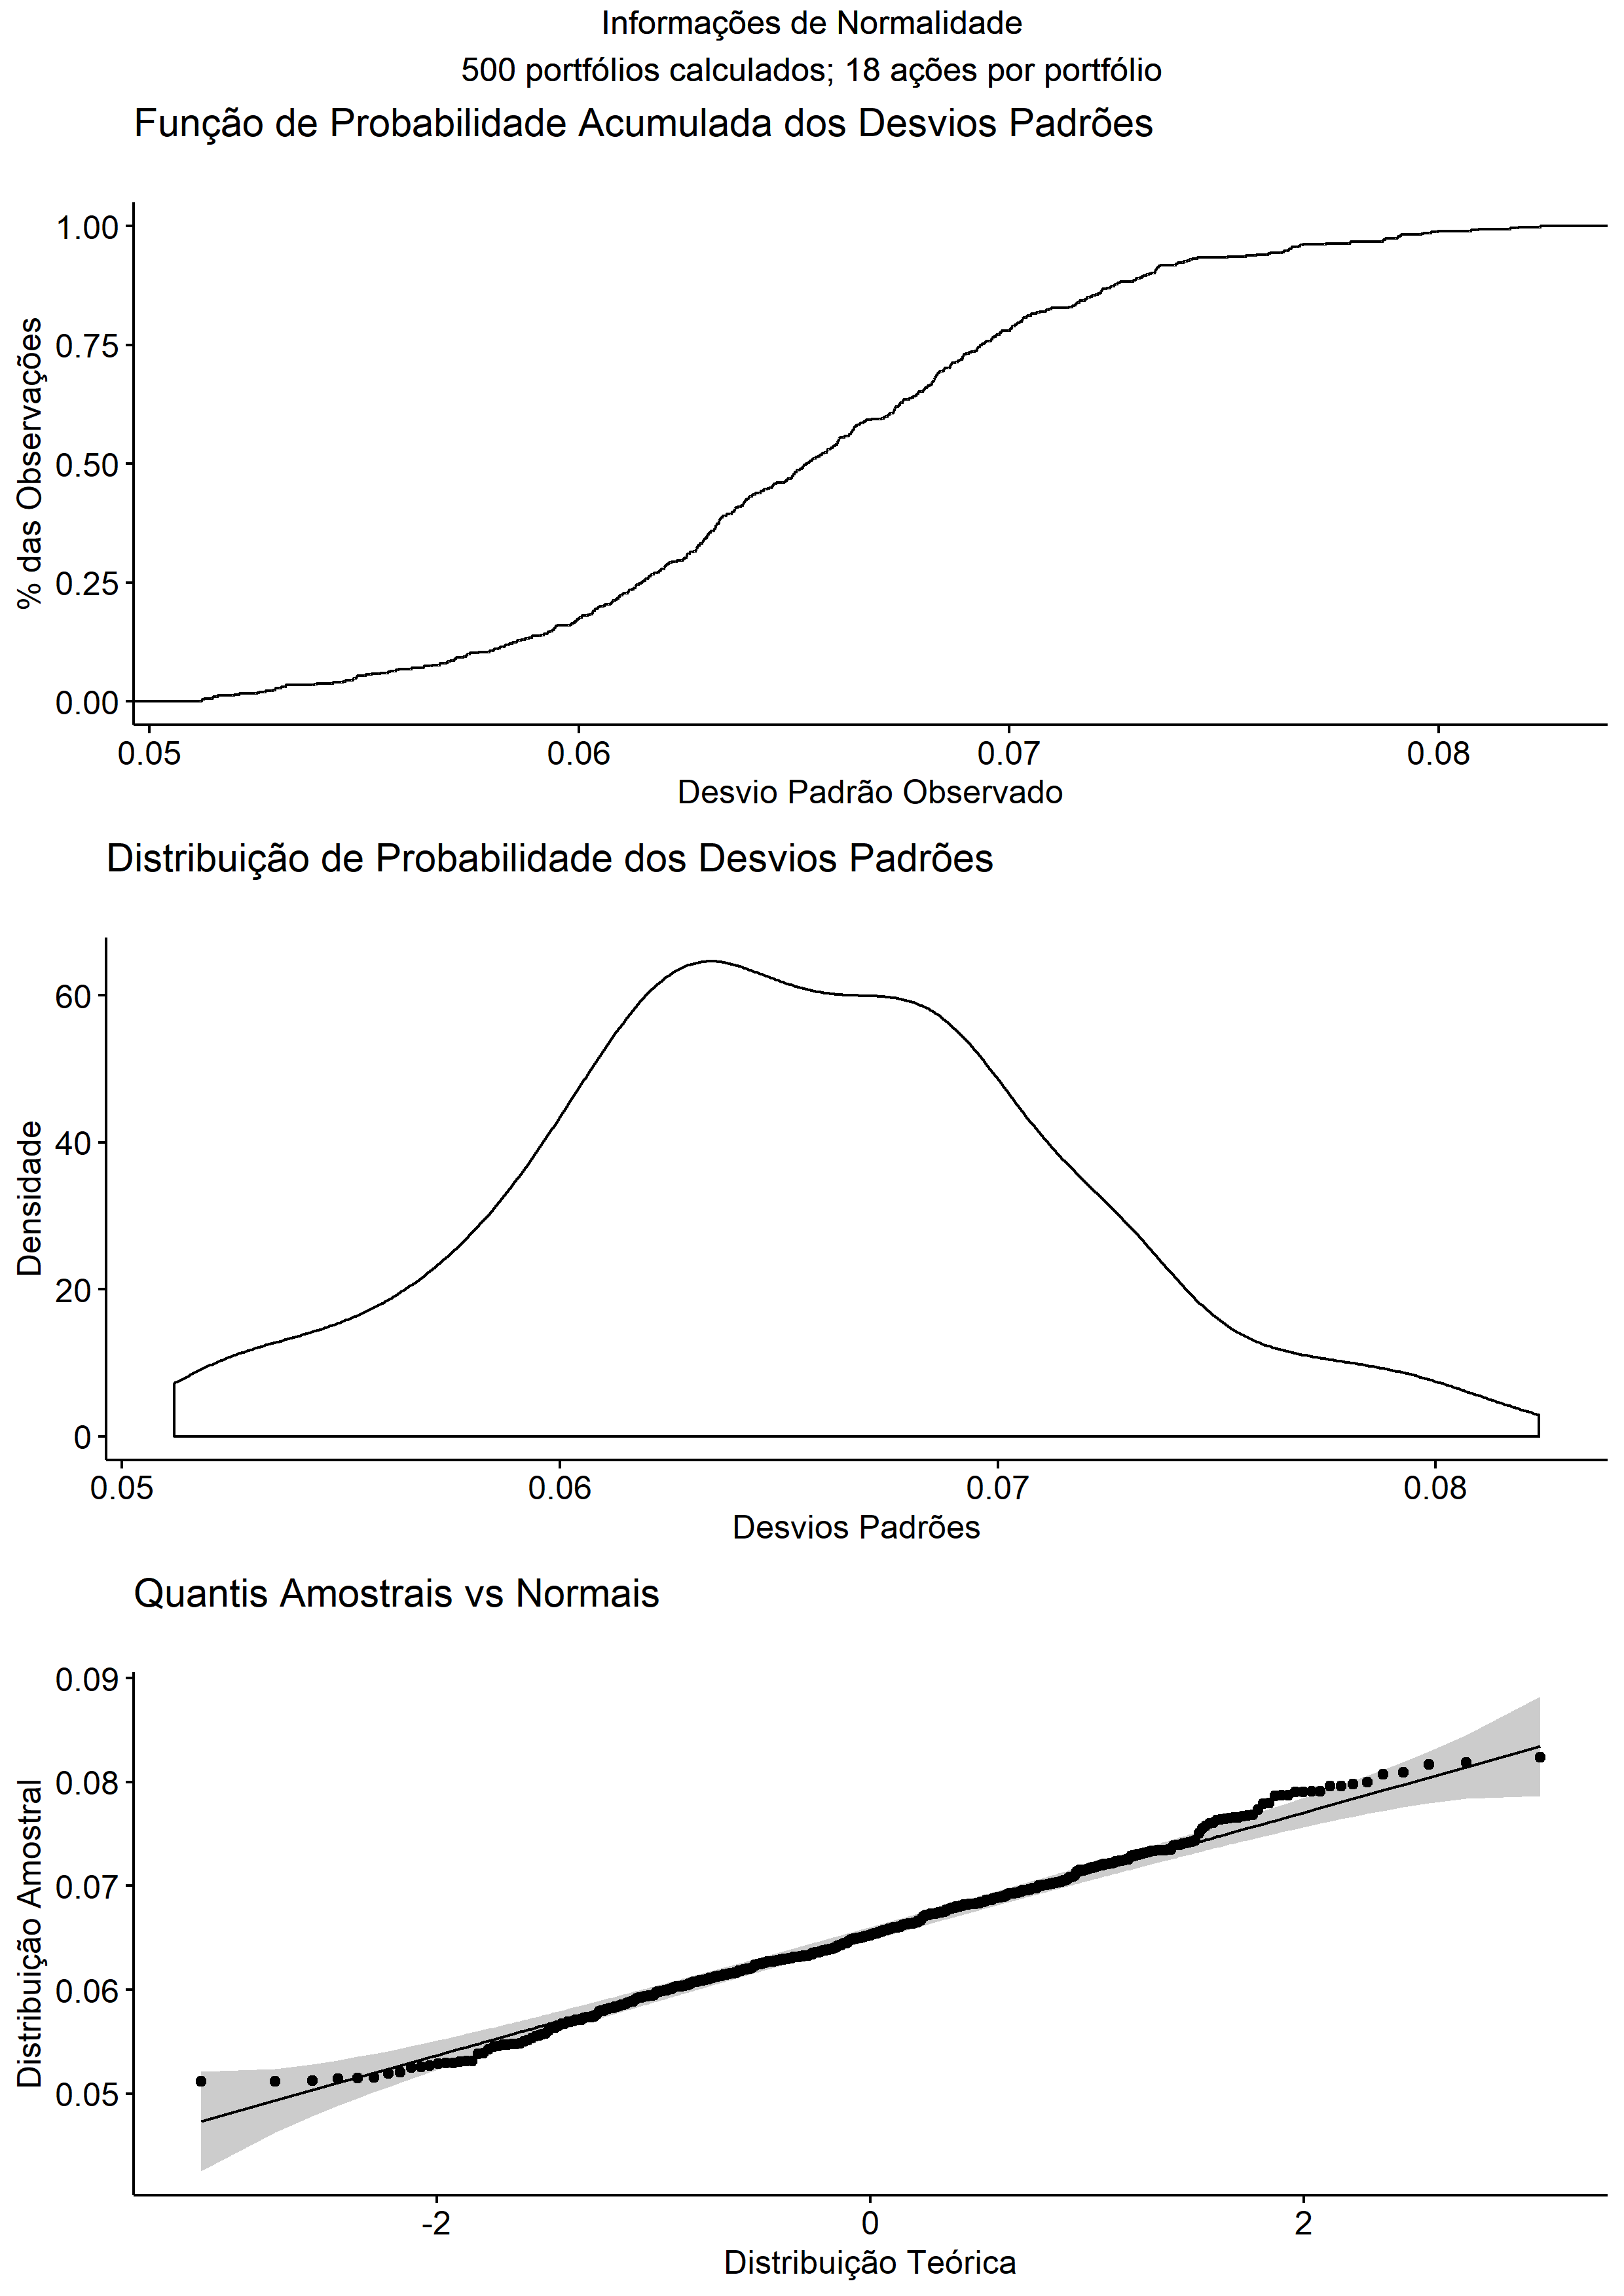 Informações de Normalidade
500 portfólios calculados; 18 ações por portfólio
Função de Probabilidade Acumulada dos Desvios Padrões
% das Observações
1.00
0.75
0.50
0.25
0.00
0.05 0.06 0.07 0.08
Desvio Padrão Observado
Distribuição de Probabilidade dos Desvios Padrões
Densidade
60
40
20
0
0.05 0.06 0.07 0.08
Desvios Padrões
Quantis Amostrais vs Normais
Distribuição Amostral
0.09
0.08
0.07
0.06
0.05
-2 0 2
Distribuição Teórica